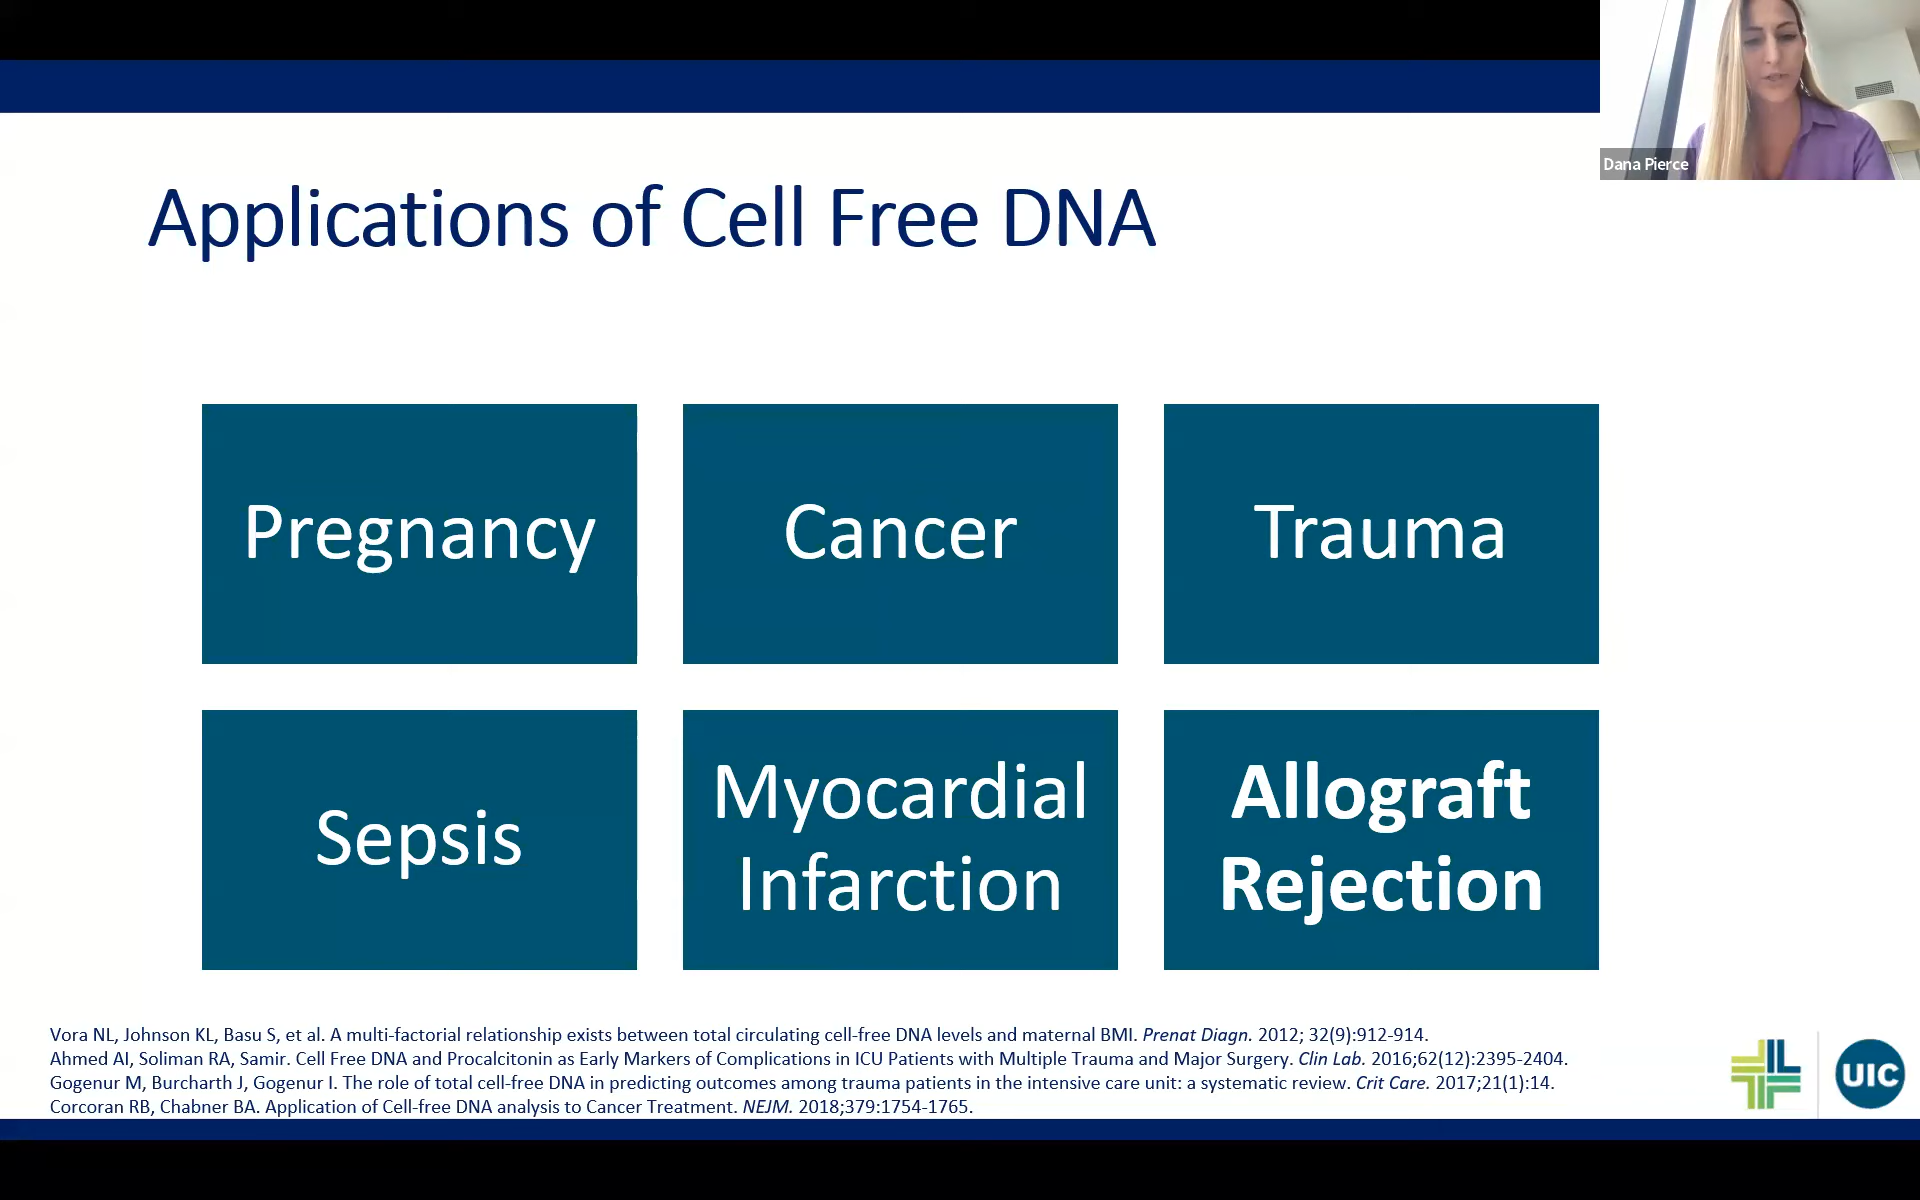 Dana Pierce
Applications of Cell Free DNA
Pregnancy
Cancer
Trauma
Sepsis
Myocardial
Infarction
Allograft
Rejection
Vora NL, Johnson KL, Basu S, et al. A multi-factorial relationship exists between total circulating cell-free DNA levels and maternal BMI. Prenat Diagn. 2012; 32(9):912-914.
Ahmed AI, Soliman RA, Samir. Cell Free DNA and Procalcitonin as Early Markers of Complications in ICU Patients with Multiple Trauma and Major Surgery. Clin Lab. 2016;62(12):2395-2404.
Gogenur M, Burcharth J, Gogenur I. The role of total cell-free DNA in predicting outcomes among trauma patients in the intensive care unit: a systematic review. Crit Care. 2017;21(1):14.
Corcoran RB, Chabner BA. Application of Cell-free DNA analysis to Cancer Treatment. NEJM. 2018;379:1754-1765.
UIC